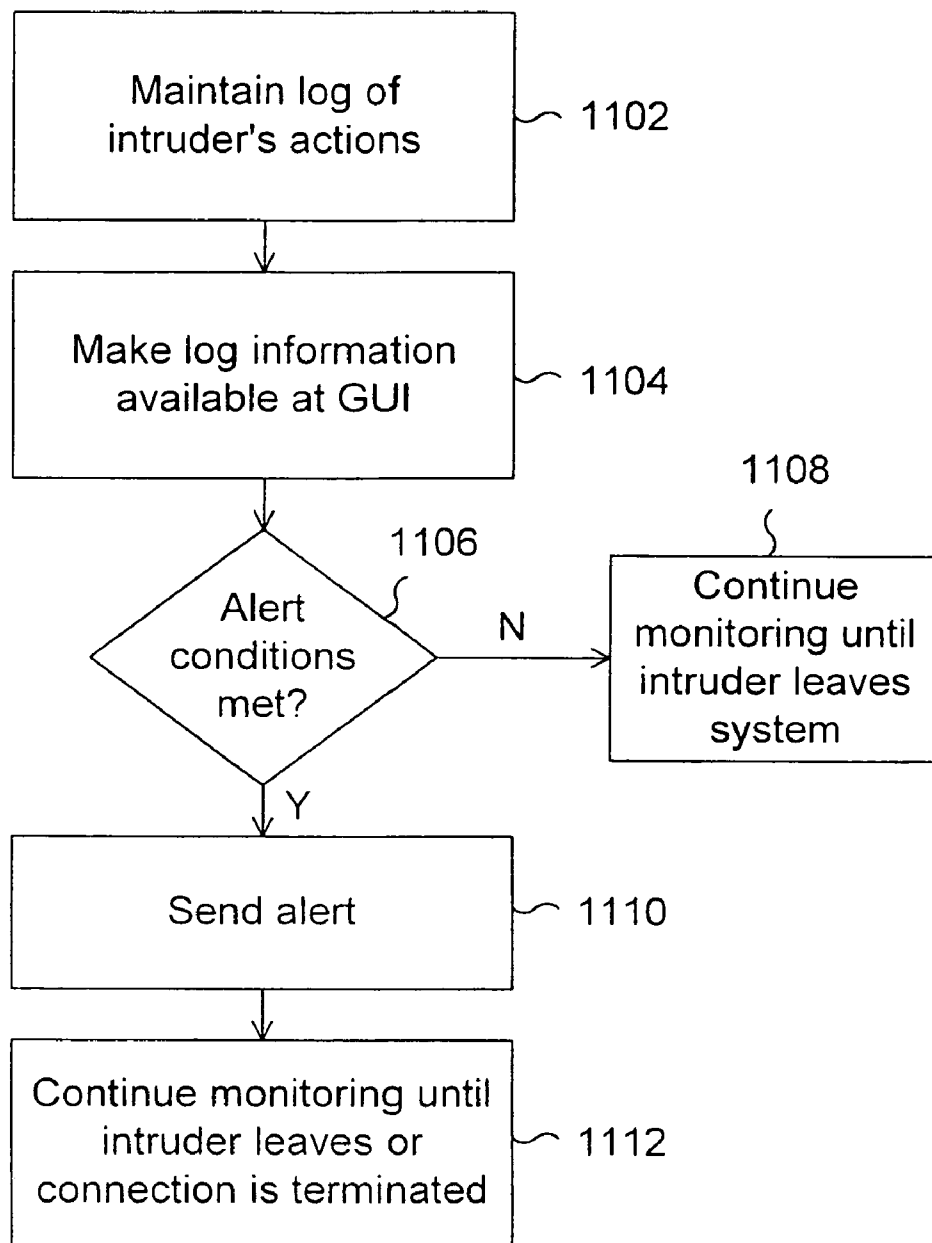 Maintain log of
intruder's actions
1102
Make log information
available at GUI
1104
1106
Alert
conditions
met?
N
1108
Continue
monitoring until
intruder leaves
system
Y
Send alert
1110
Continue monitoring until
intruder leaves or
connection is terminated
1112